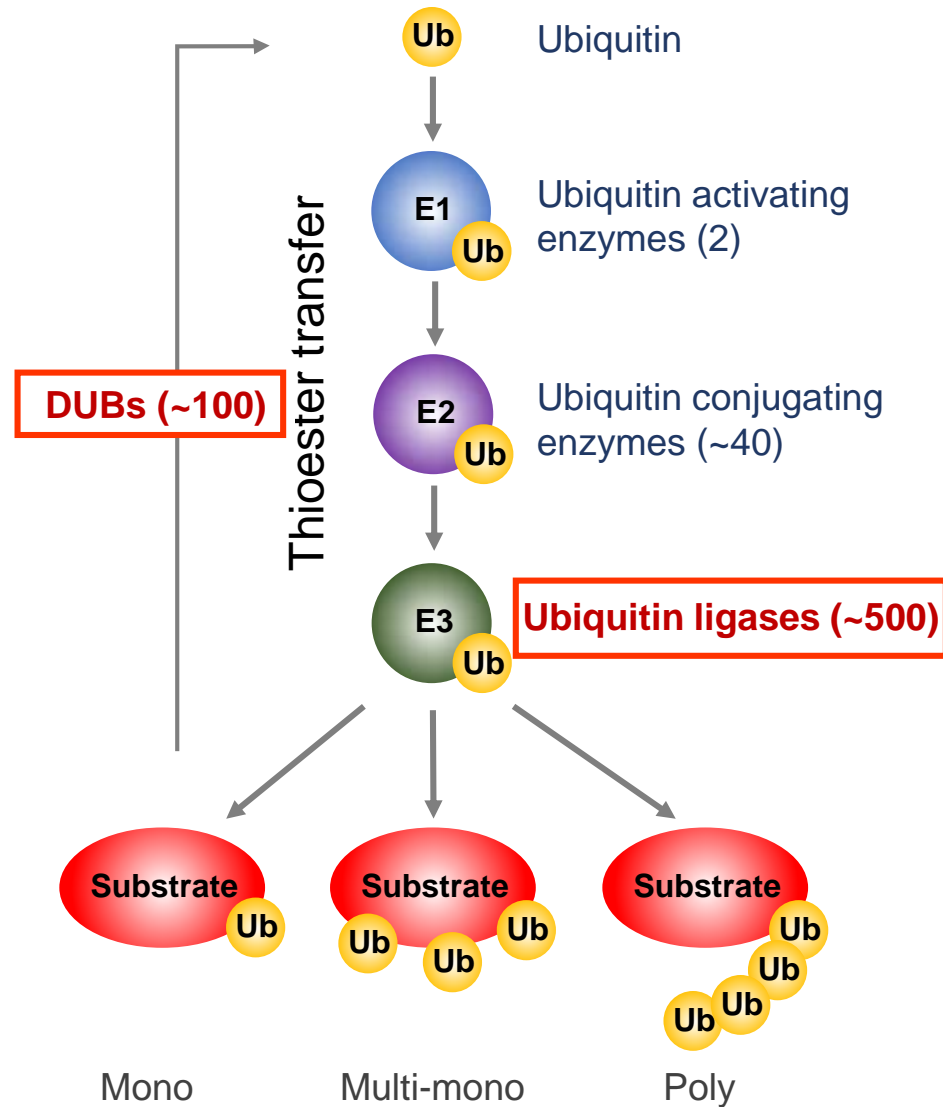 Ub
Ubiquitin
E1
Ub
Ubiquitin activating
enzymes (2)
Thioester transfer
DUBs (~100)
E2
Ub
Ubiquitin conjugating
enzymes (~40)
E3
Ub
Ubiquitin ligases (~500)
Substrate
Ub
Substrate
Ub
Ub
Ub
Substrate
Ub
Ub
Ub
Ub
Mono
Multi-mono
Poly